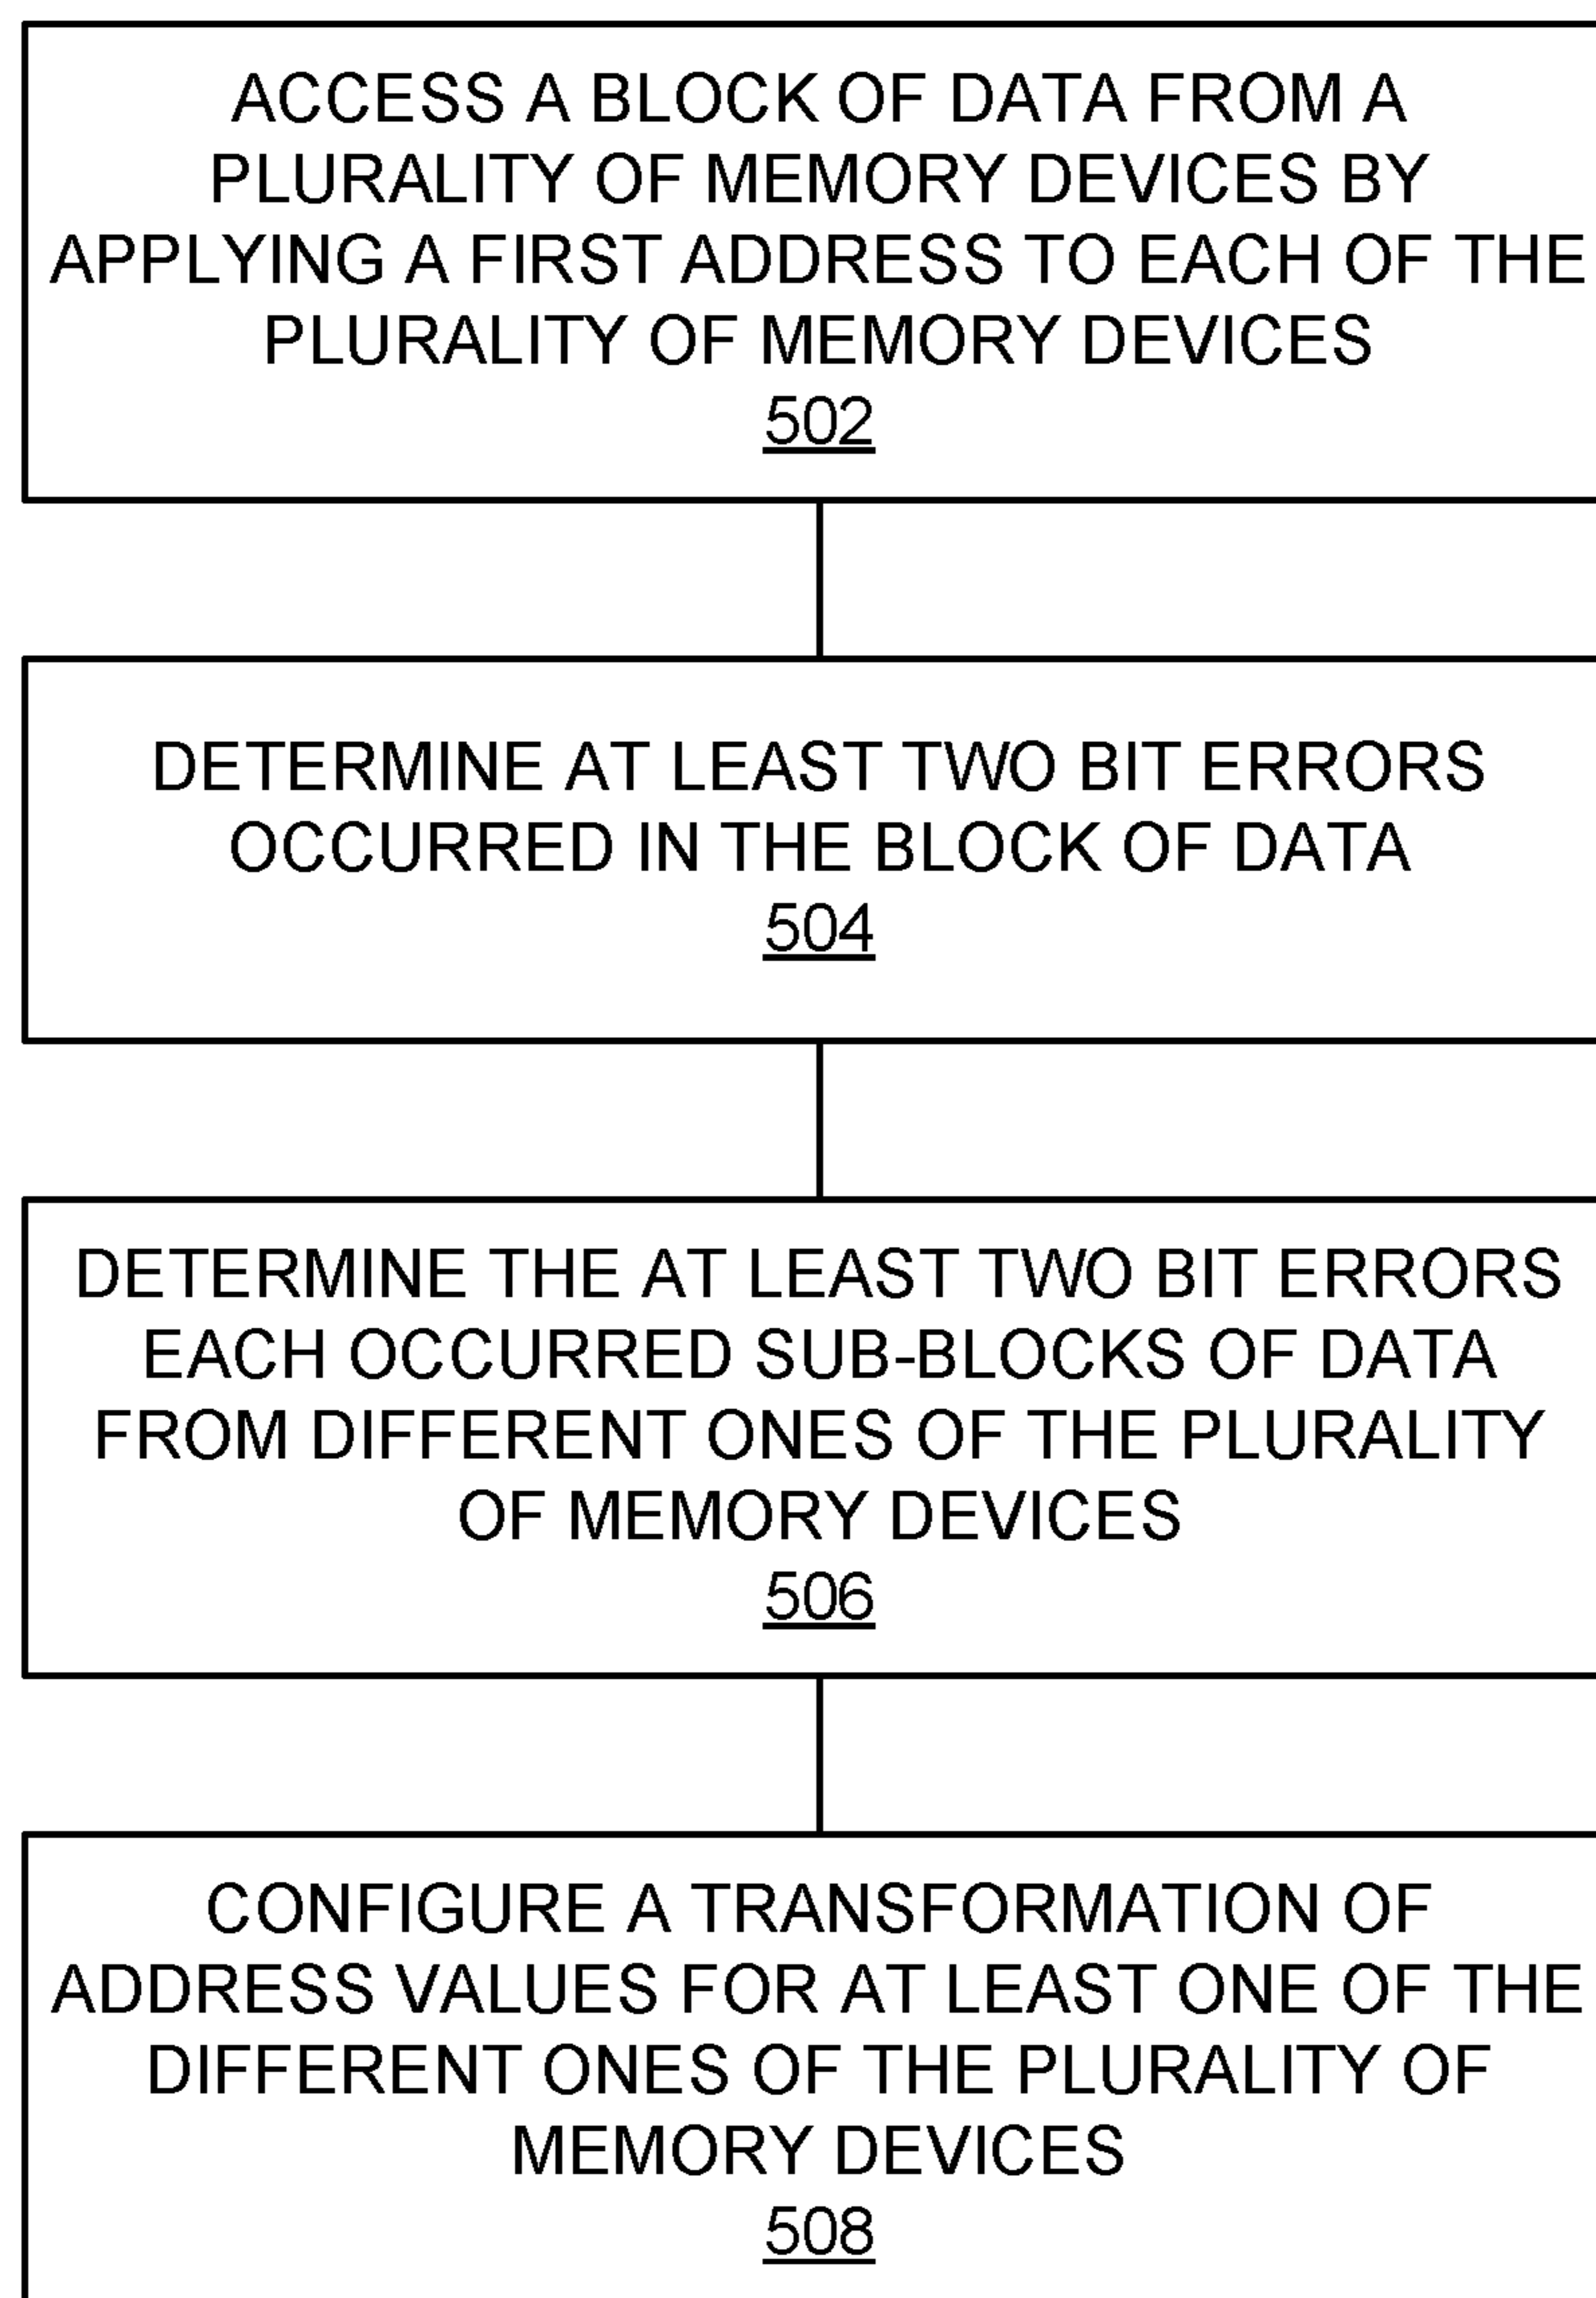 ACCESS A BLOCK OF DATA FROM A
PLURALITY OF MEMORY DEVICES BY
APPLYING A FIRST ADDRESS TO EACH OF THE
PLURALITY OF MEMORY DEVICES
502
DETERMINE AT LEAST TWO BIT ERRORS
OCCURRED IN THE BLOCK OF DATA
504
DETERMINE THE AT LEAST TWO BIT ERRORS
EACH OCCURRED SUB-BLOCKS OF DATA
FROM DIFFERENT ONES OF THE PLURALITY
OF MEMORY DEVICES
506
CONFIGURE A TRANSFORMATION OF
ADDRESS VALUES FOR AT LEAST ONE OF THE
DIFFERENT ONES OF THE PLURALITY OF
MEMORY DEVICES
508